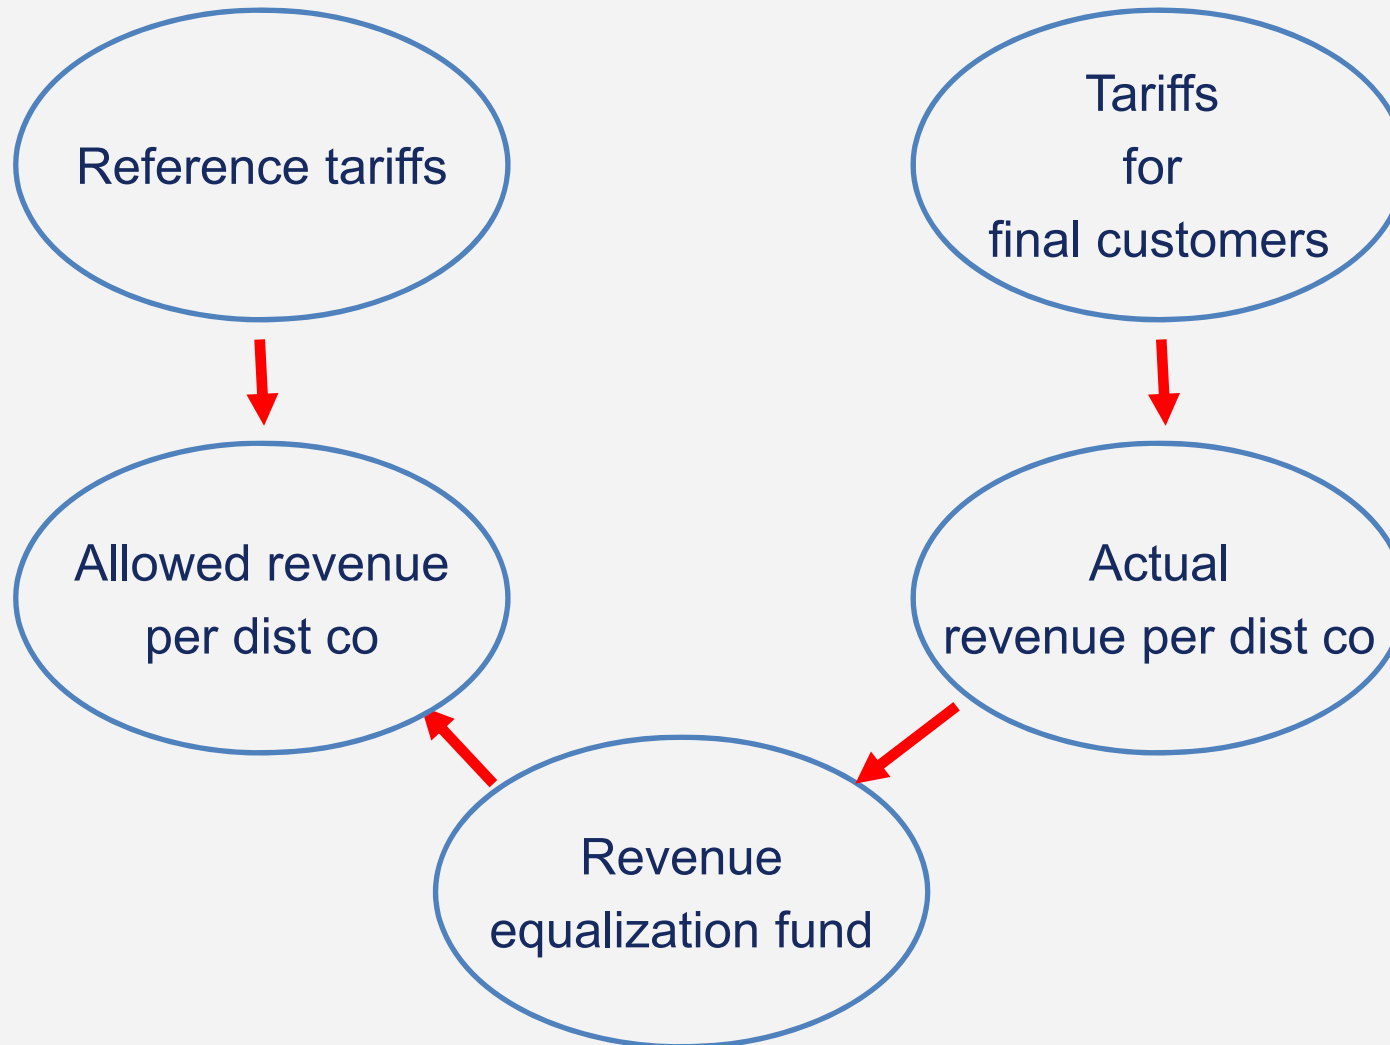 Reference tariffs
Tariffs
for
final customers
Allowed revenue
per dist co
Actual
revenue per dist co
Revenue
equalization fund